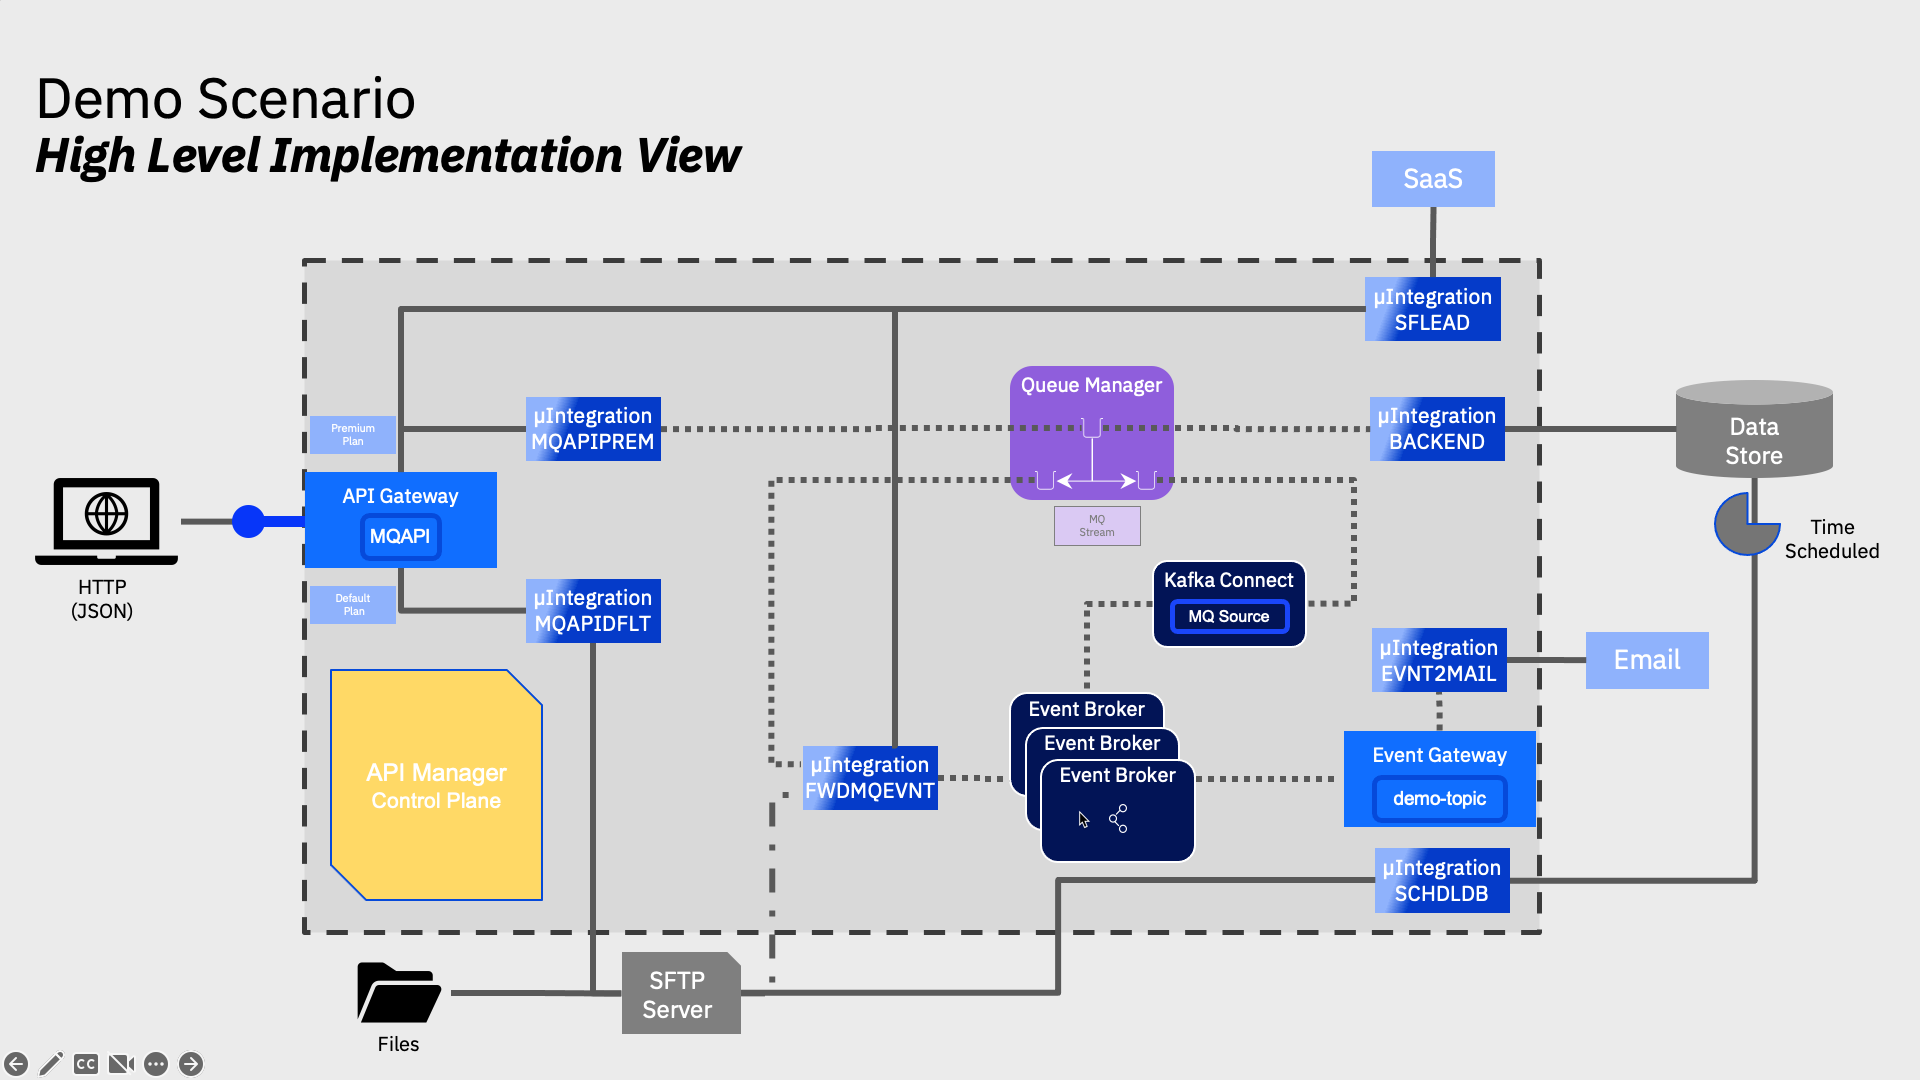 Demo Scenario
High Level Implementation View
SaaS
µIntegration
SFLEAD
Queue Manager
Premium
Plan
µIntegration
MQAPIPREM
µIntegration
BACKEND
Data
Store
API Gateway
MQAPI
MQ
Stream
Time
Scheduled
HTTP
(JSON)
Default
Plan
µIntegration
MQAPIDFLT
Kafka Connect
MQ Source
µIntegration
EVNT2MAIL
Email
Event Broker
Event Broker
Event Broker
API Manager
Control Plane
µIntegration
FWDMQEVNT
Event Gateway
demo-topic
µIntegration
SCHDLDB
SFTP
Server
Files
CC